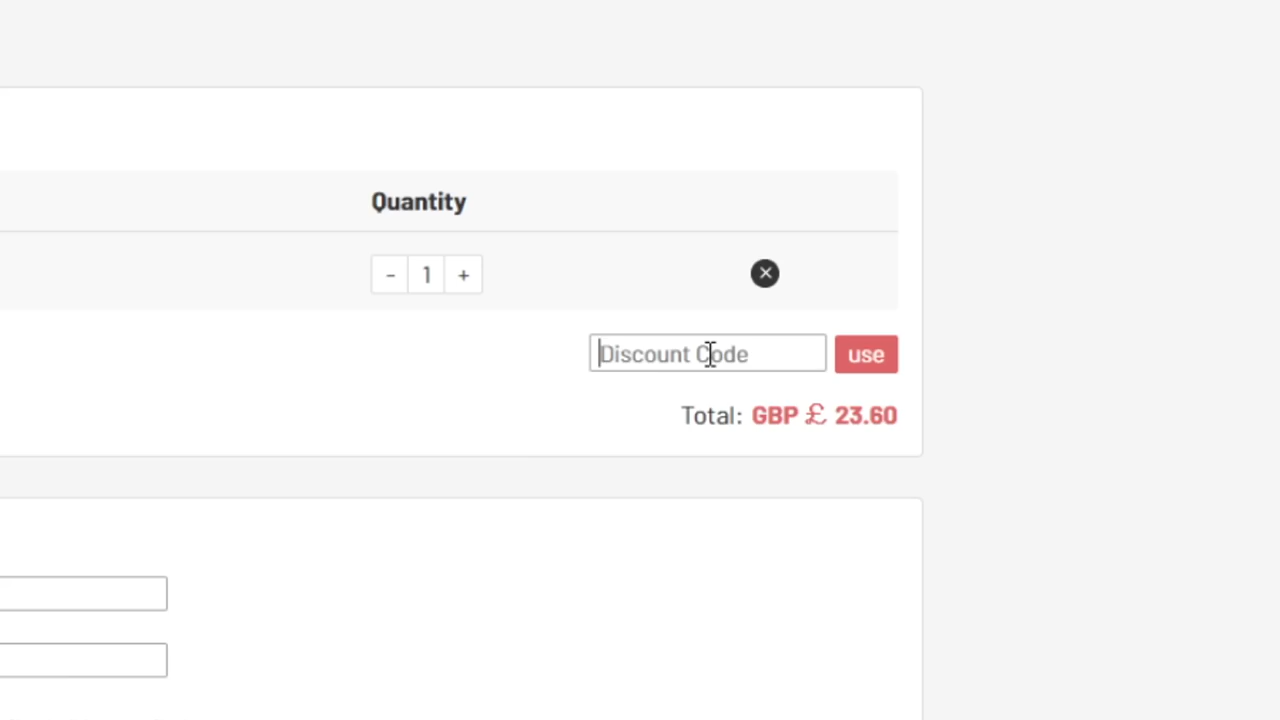 Quantity
- 1 +
Discount Code use
Total: GBP £ 23.60